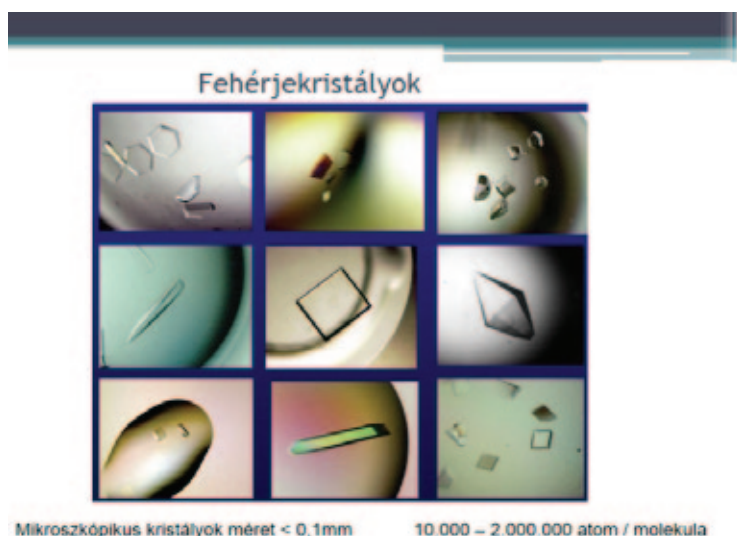 Fehérjekristályok
Mikroszkópikus kristályok méret < 0,1mm 10.000 – 2.000.000 atom / molekula